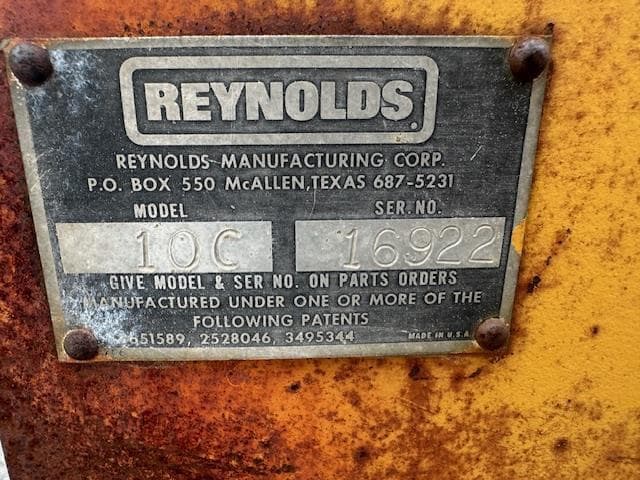 REYNOLDS
REYNOLDS MANUFACTURING CORP.
P.O. BOX 550 McALLEN, TEXAS 687-5231
MODEL SER. NO.
10C 16922
GIVE MODEL & SER NO. ON PARTS ORDERS
MANUFACTURED UNDER ONE OR MORE OF THE
FOLLOWING PATENTS
2528046, 3495344 MADE IN U.S.A.